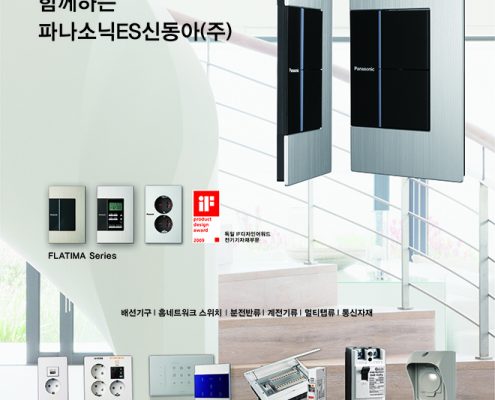 함께하는
파나소닉ES신동아(주)
Panasonic
Panasonic
iF
product
design
award
2009
독일 iF디자인어워드
전기기자재부문
FLATIMA Series
배선기구 | 홈네트워크 스위치 | 분전반류 | 계전기류 | 멀티탭류 | 통신자재